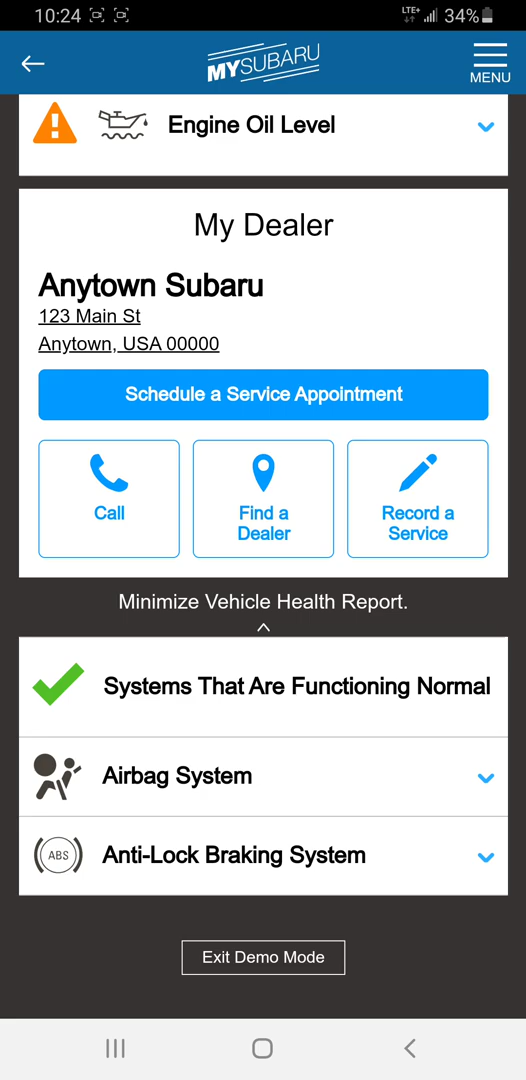 10:24
LTE+ 34%
MYSUBARU
MENU
Engine Oil Level
My Dealer
Anytown Subaru
123 Main St
Anytown, USA 00000
Schedule a Service Appointment
Call
Find a
Dealer
Record a
Service
Minimize Vehicle Health Report.
Systems That Are Functioning Normal
Airbag System
ABS
Anti-Lock Braking System
Exit Demo Mode